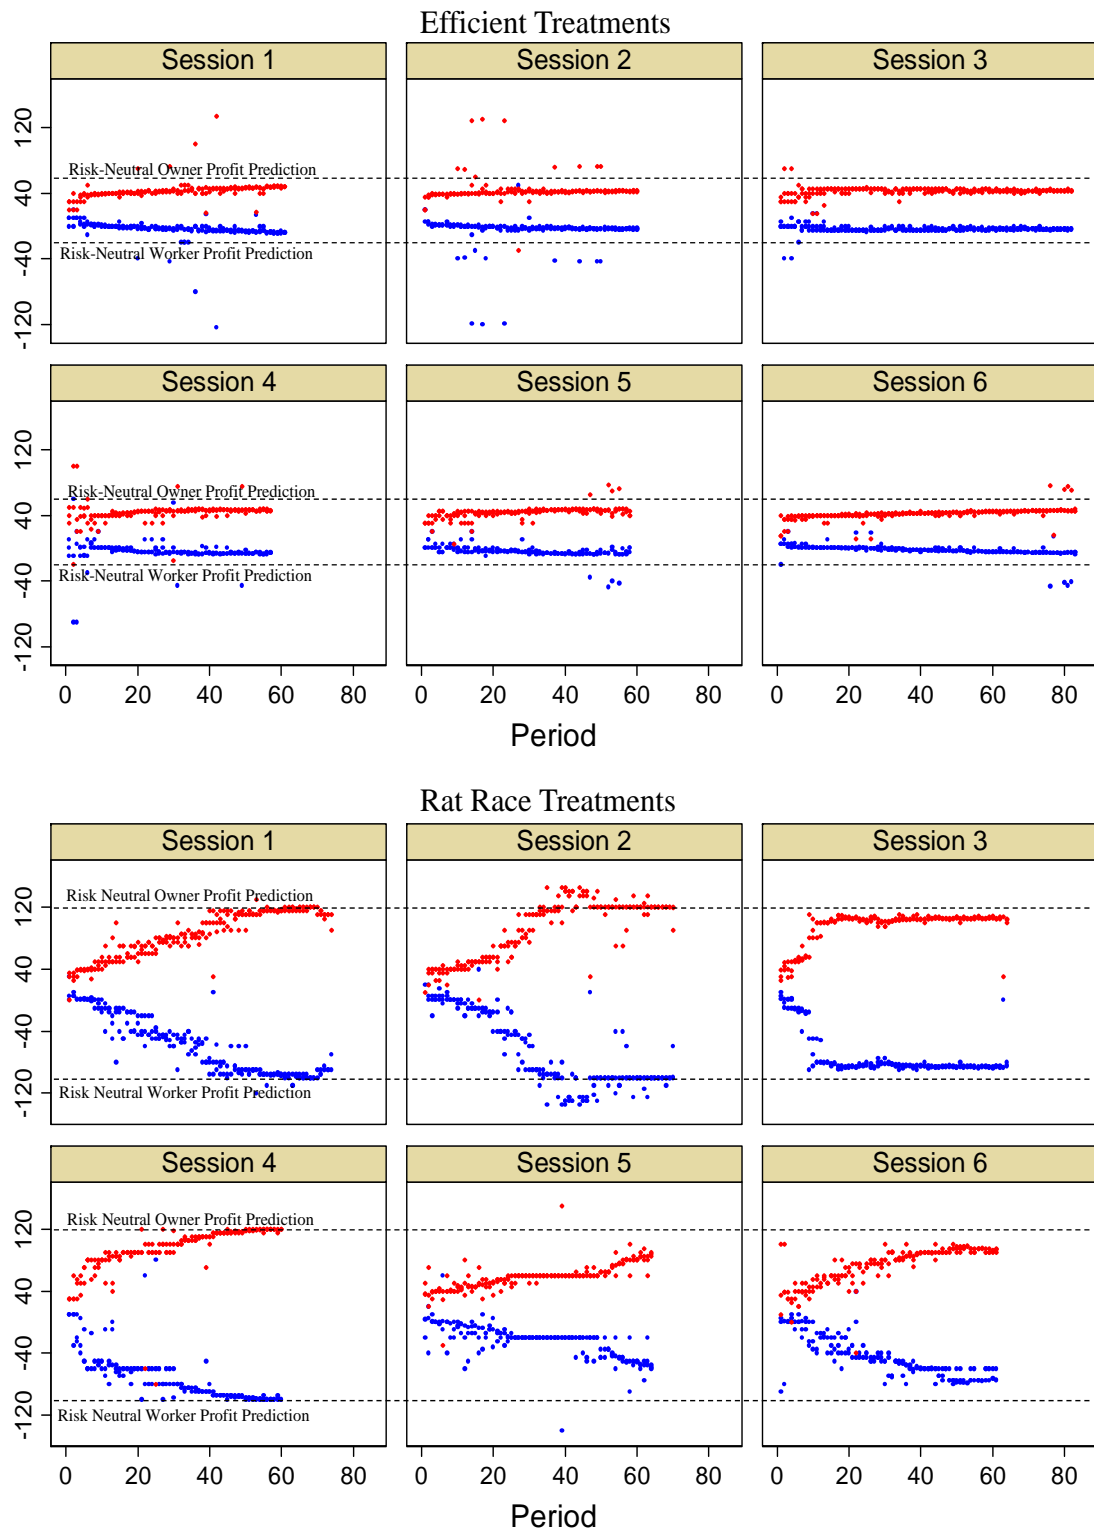 Efficient Treatments
Session 1
Session 2
Session 3
120
40
-40
-120
Risk-Neutral Owner Profit Prediction
Risk-Neutral Worker Profit Prediction
Session 4
Session 5
Session 6
120
40
-40
-120
Risk-Neutral Owner Profit Prediction
Risk-Neutral Worker Profit Prediction
0 20 40 60 80
0 20 40 60 80
0 20 40 60 80
Period
Rat Race Treatments
Session 1
Session 2
Session 3
120
40
-40
-120
Risk Neutral Owner Profit Prediction
Risk Neutral Worker Profit Prediction
Session 4
Session 5
Session 6
120
40
-40
-120
Risk Neutral Owner Profit Prediction
Risk Neutral Worker Profit Prediction
0 20 40 60 80
0 20 40 60 80
0 20 40 60 80
Period